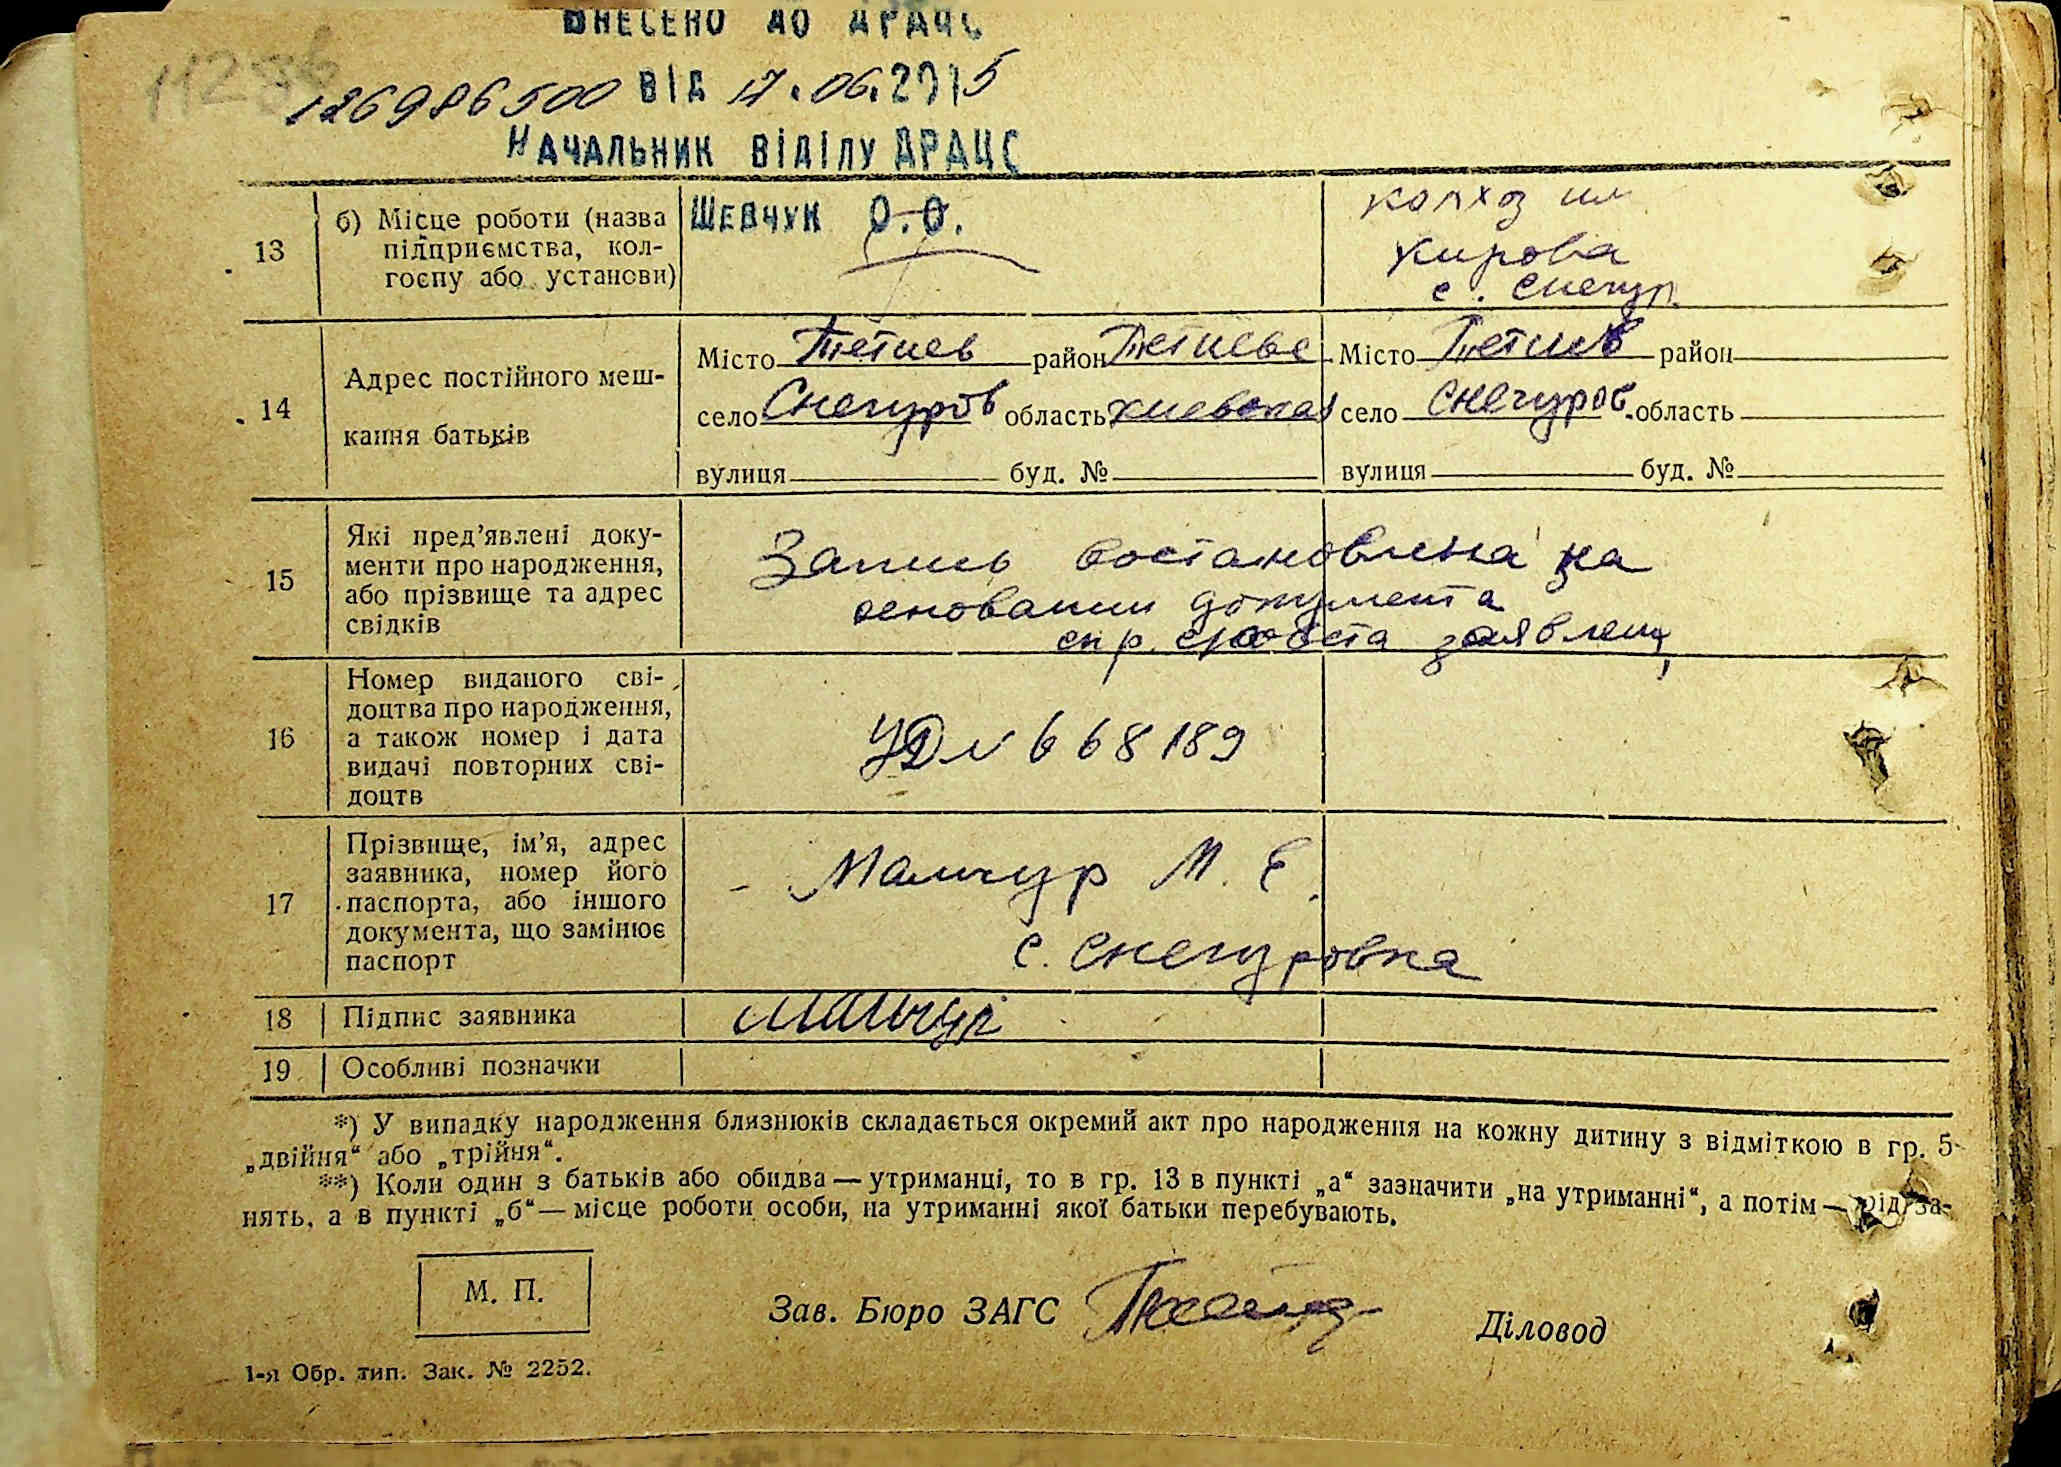 ВНЕСЕНО ДО ДРАЦС
11256
126986500 ВІД 17.06.2015
НАЧАЛЬНИК ВІДІЛУ ДРАЦС
ШЕВЧУК О.О.
13
б) Місце роботи (назва
підприємства, кол-
госпу або установи)
колхоз им
Кирова
с. Снегур.
14
Адрес постійного меш-
кання батьків
Місто Тетиев район Тетиевс
село Снегуров область Киевская
вулиця буд. №
Місто Тетиев район
село Снегуров. область
вулиця буд. №
15
Які пред'явлені доку-
менти про народження,
або прізвище та адрес
свідків
Запись востановлена на
основании документа
спр. с/совета заявлен,
16
Номер виданого сві-
доцтва про народження,
а також номер і дата
видачі повторних сві-
доцтв
УД № 668189
17
Прізвище, ім'я, адрес
заявника, номер його
паспорта, або іншого
документа, що замінює
паспорт
- Мамчур М. Е.
с. Снегуровка
18
Підпис заявника
Мамчур
19
Особливі позначки
*) У випадку народження близнюків складається окремий акт про народження на кожну дитину з відміткою в гр. 5
„двійня“ або „трійня“.
**) Коли один з батьків або обидва — утриманці, то в гр. 13 в пункті „а“ зазначити „на утриманні“, а потім — рід за-
нять, а в пункті „б“ — місце роботи особи, на утриманні якої батьки перебувають.
М. П.
Зав. Бюро ЗАГС
Діловод
1-я Обр. тип. Зак. № 2252.